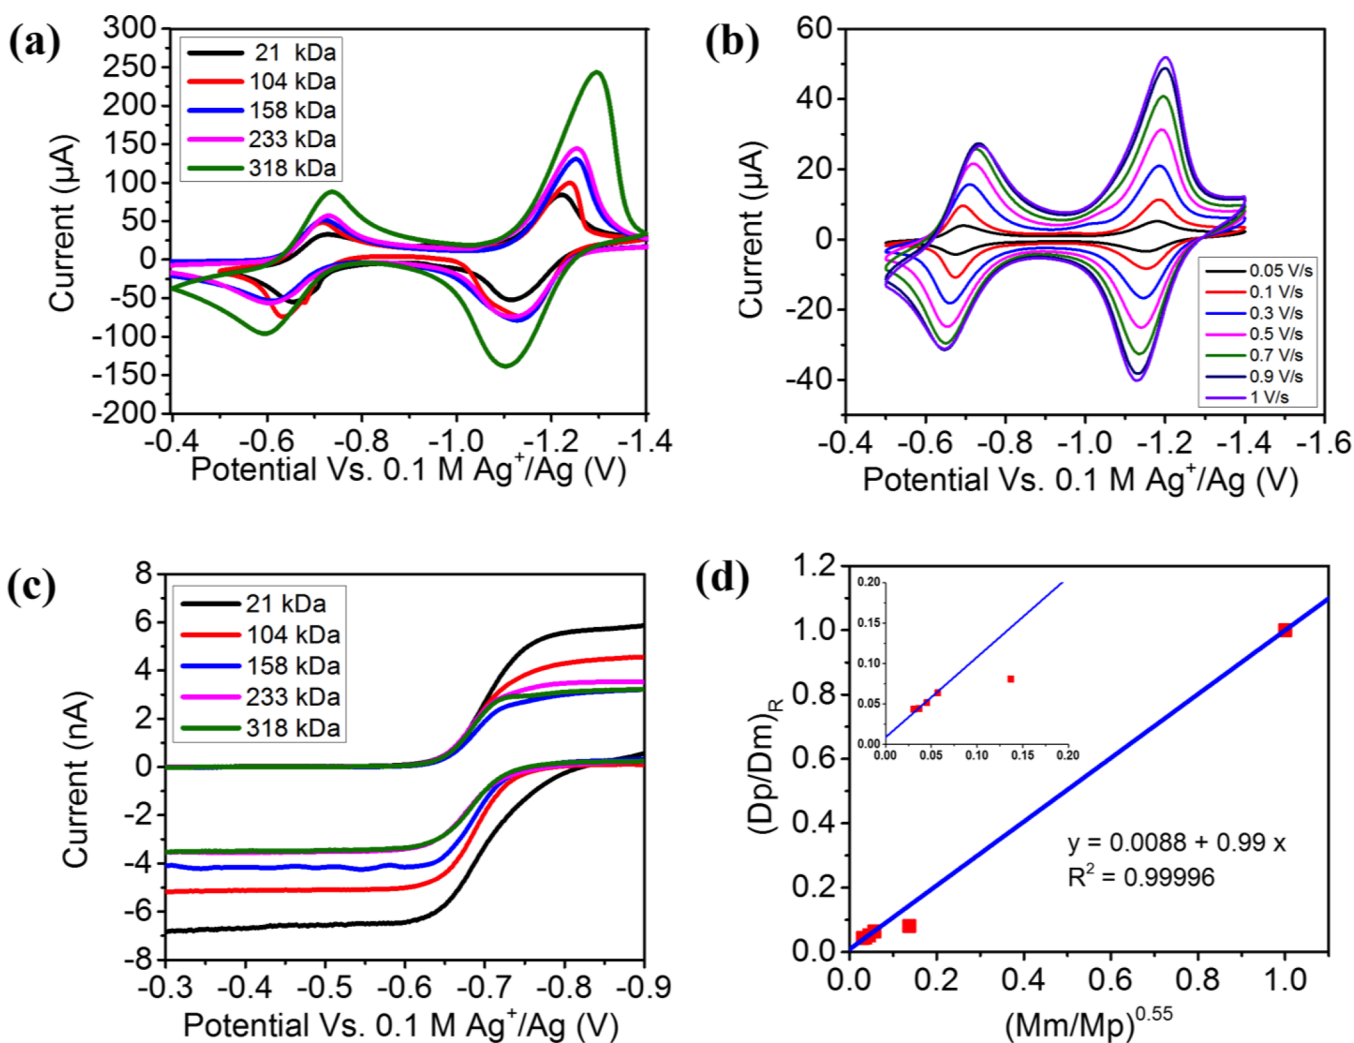 (a)
300
250
200
150
100
50
0
-50
-100
-150
-200
Current (µA)
21 kDa
104 kDa
158 kDa
233 kDa
318 kDa
-0.4 -0.6 -0.8 -1.0 -1.2 -1.4
Potential Vs. 0.1 M Ag⁺/Ag (V)
(b)
60
40
20
0
-20
-40
Current (µA)
0.05 V/s
0.1 V/s
0.3 V/s
0.5 V/s
0.7 V/s
0.9 V/s
1 V/s
-0.4 -0.6 -0.8 -1.0 -1.2 -1.4 -1.6
Potential Vs. 0.1 M Ag⁺/Ag (V)
(c)
8
6
4
2
0
-2
-4
-6
-8
Current (nA)
21 kDa
104 kDa
158 kDa
233 kDa
318 kDa
-0.3 -0.4 -0.5 -0.6 -0.7 -0.8 -0.9
Potential Vs. 0.1 M Ag⁺/Ag (V)
(d)
1.2
1.0
0.8
0.6
0.4
0.2
0.0
(Dp/Dm)R
0.20
0.15
0.10
0.05
0.00
0.00 0.05 0.10 0.15 0.20
y = 0.0088 + 0.99 x
R² = 0.99996
0.0 0.2 0.4 0.6 0.8 1.0
(Mm/Mp)⁰·⁵⁵